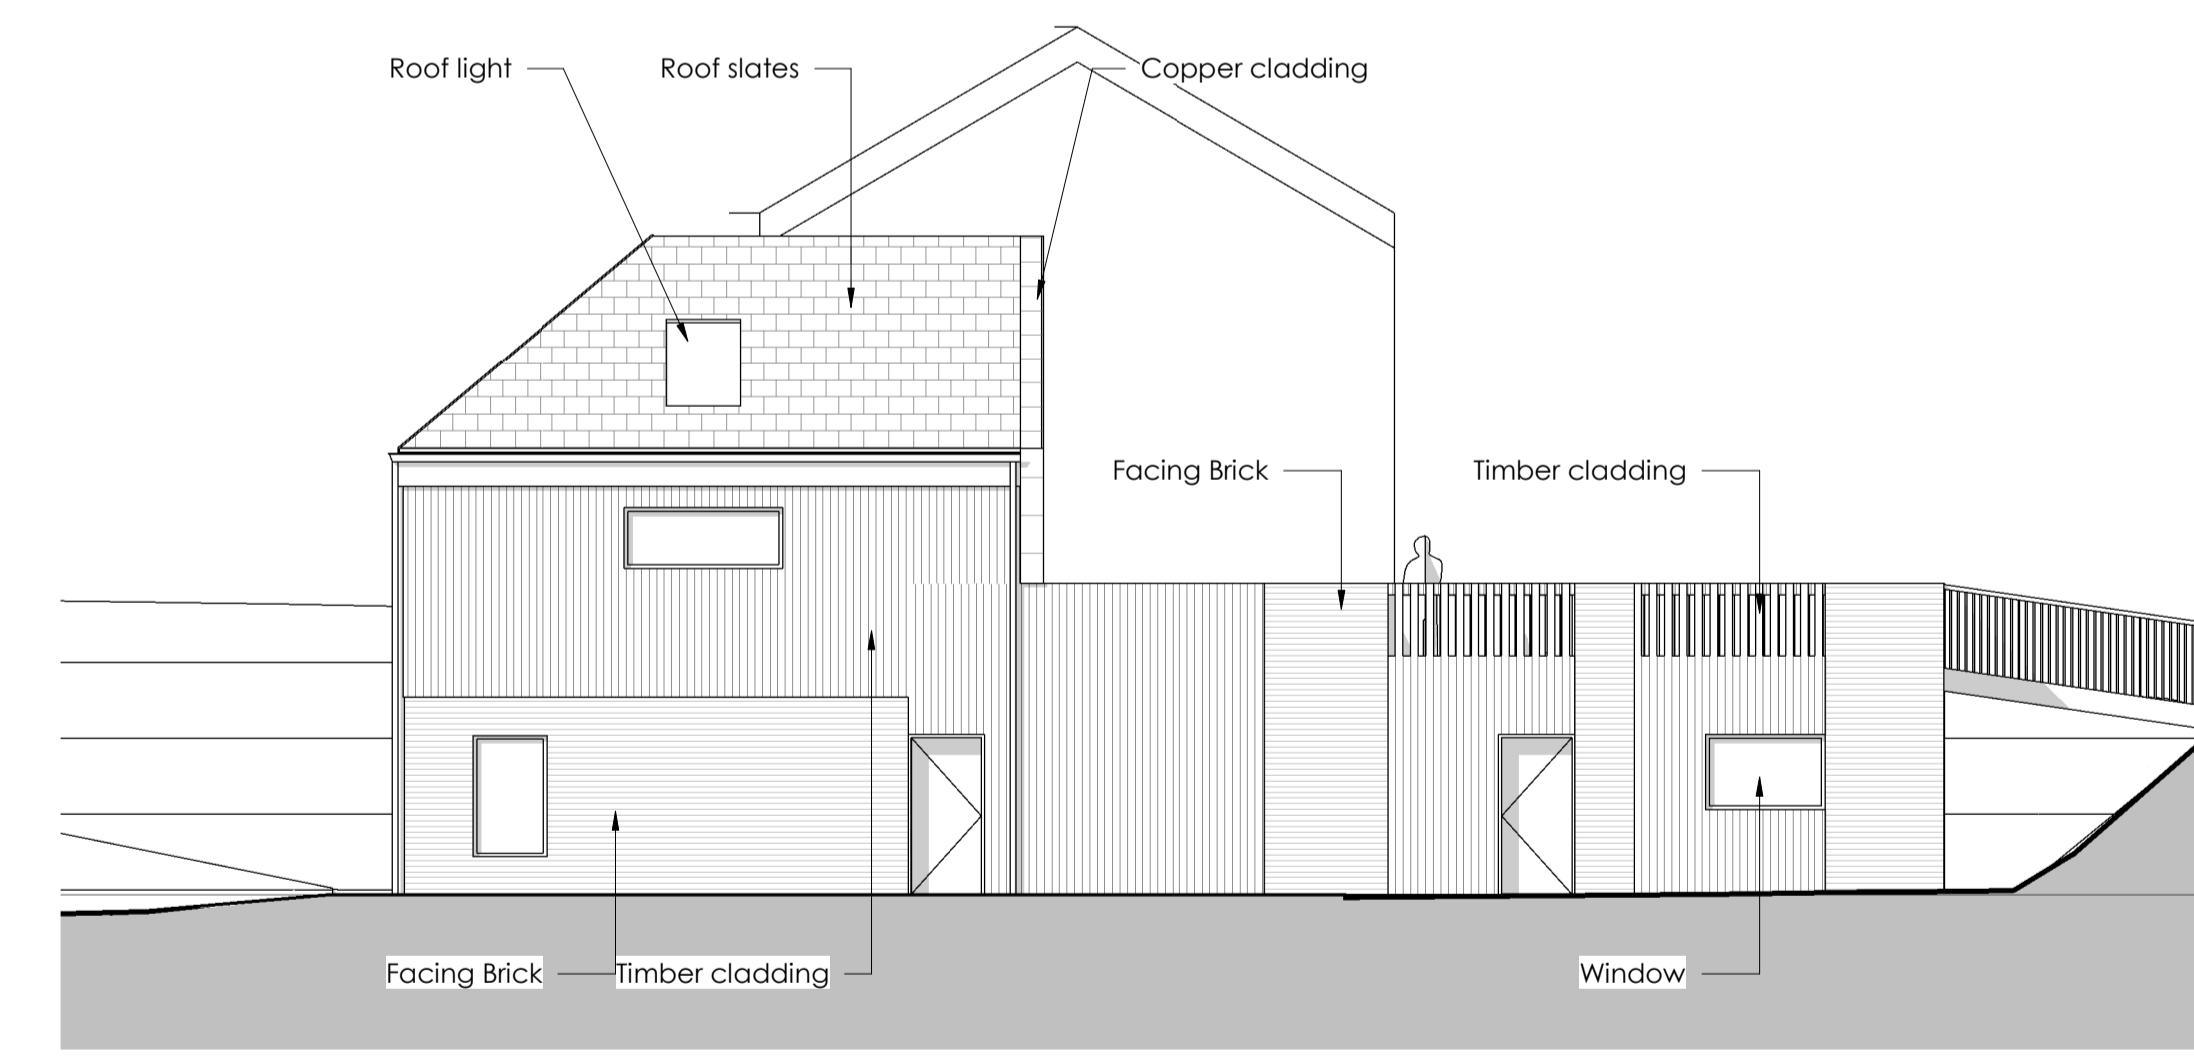 Roof light
Roof slates
Copper cladding
Facing Brick
Timber cladding
Facing Brick
Timber cladding
Window